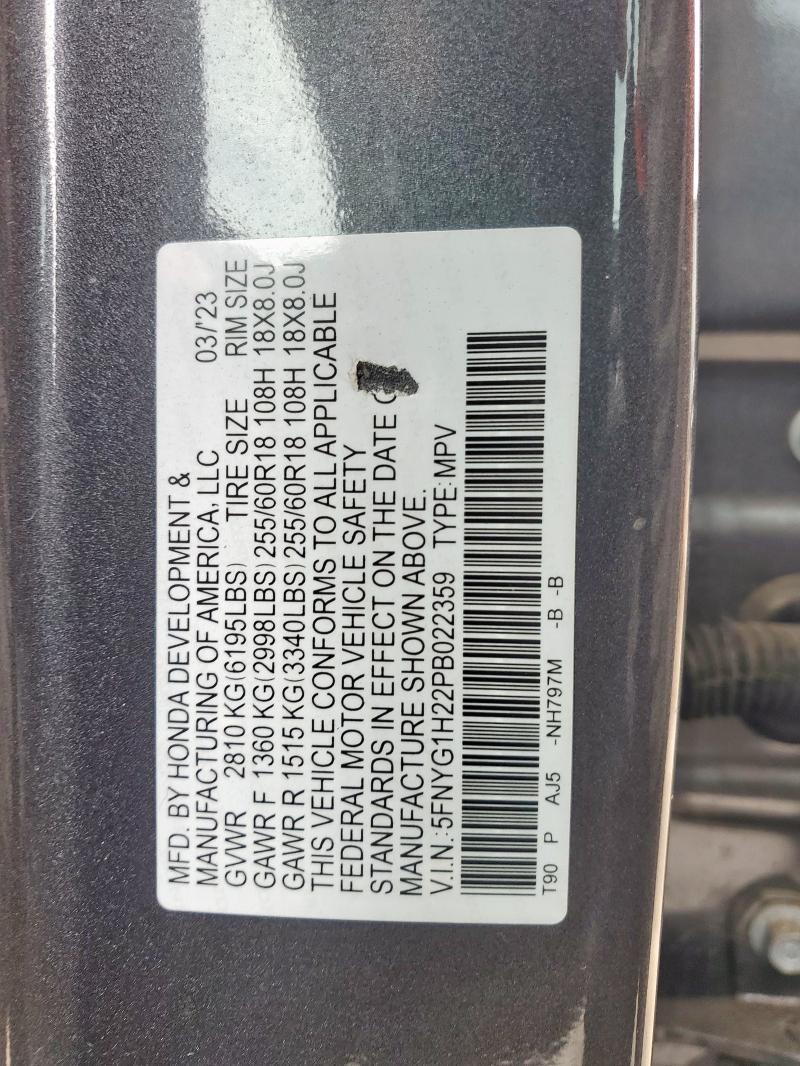 MFD. BY HONDA DEVELOPMENT &
MANUFACTURING OF AMERICA, LLC 03/'23
GVWR 2810 KG(6195LBS) TIRE SIZE RIM SIZE
GAWR F 1360 KG(2998LBS) 255/60R18 108H 18X8.0J
GAWR R 1515 KG(3340LBS) 255/60R18 108H 18X8.0J
THIS VEHICLE CONFORMS TO ALL APPLICABLE
FEDERAL MOTOR VEHICLE SAFETY
STANDARDS IN EFFECT ON THE DATE
MANUFACTURE SHOWN ABOVE.
V.I.N.:5FNYG1H22PB022359 TYPE: MPV
T90 P AJ5 -NH797M -B -B